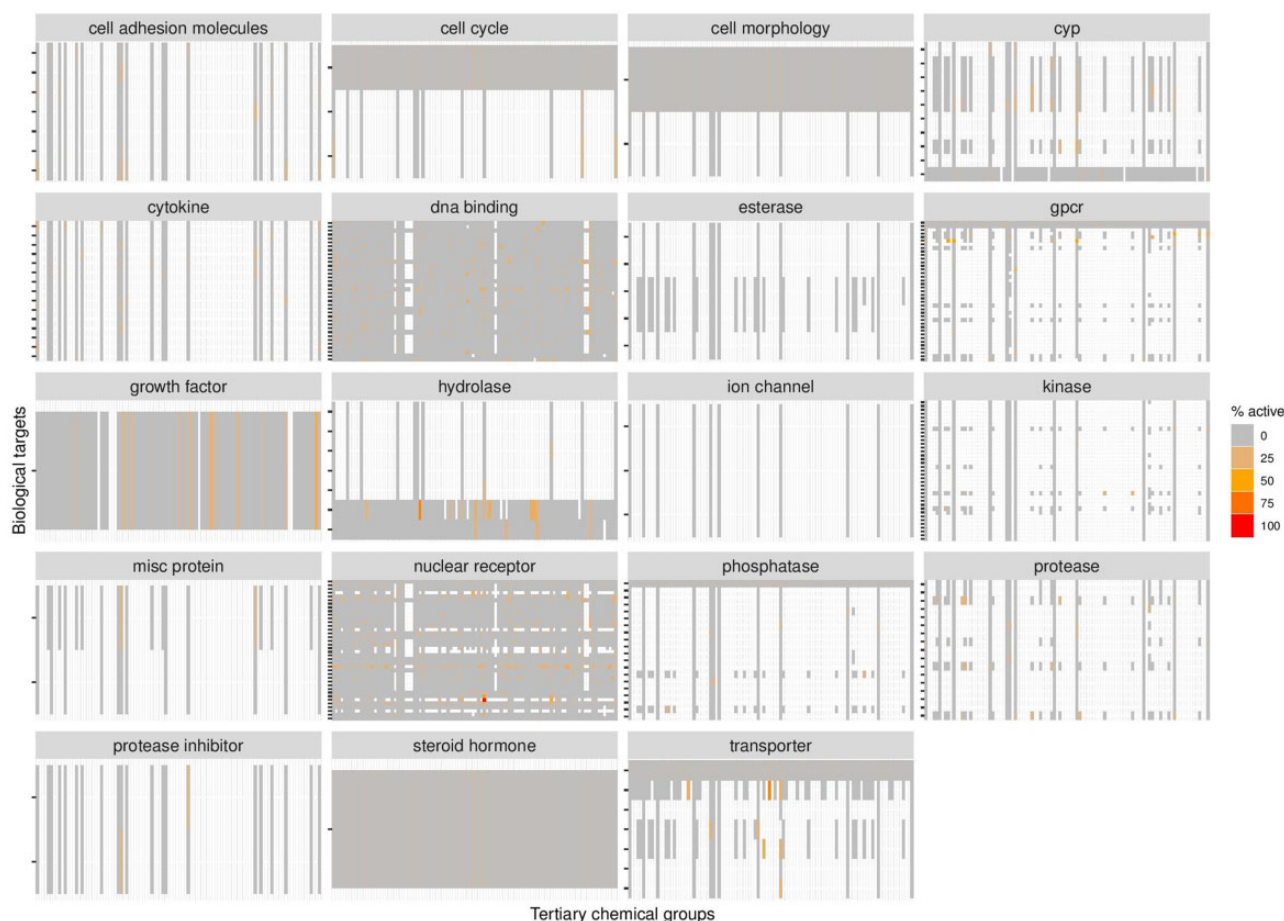 cell adhesion molecules
cell cycle
cell morphology
cyp
cytokine
dna binding
esterase
gpcr
growth factor
hydrolase
ion channel
kinase
misc protein
nuclear receptor
phosphatase
protease
protease inhibitor
steroid hormone
transporter
Biological targets
Tertiary chemical groups
% active
0
25
50
75
100